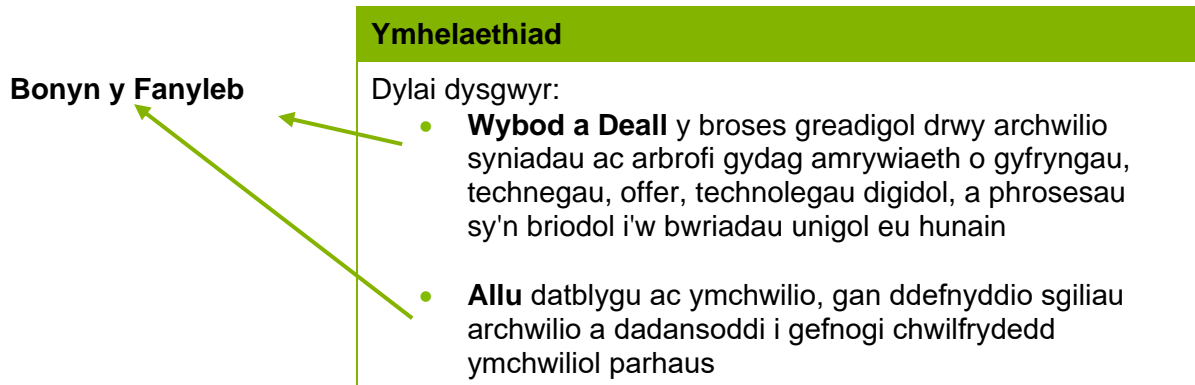 Ymhelaethiad
Bonyn y Fanyleb
Dylai dysgwyr:
• Wybod a Deall y broses greadigol drwy archwilio
syniadau ac arbrofi gydag amrywiaeth o gyfryngau,
technegau, offer, technolegau digidol, a phrosesau
sy'n briodol i'w bwriadau unigol eu hunain
• Allu datblygu ac ymchwilio, gan ddefnyddio sgiliau
archwilio a dadansoddi i gefnogi chwilfrydedd
ymchwiliol parhaus